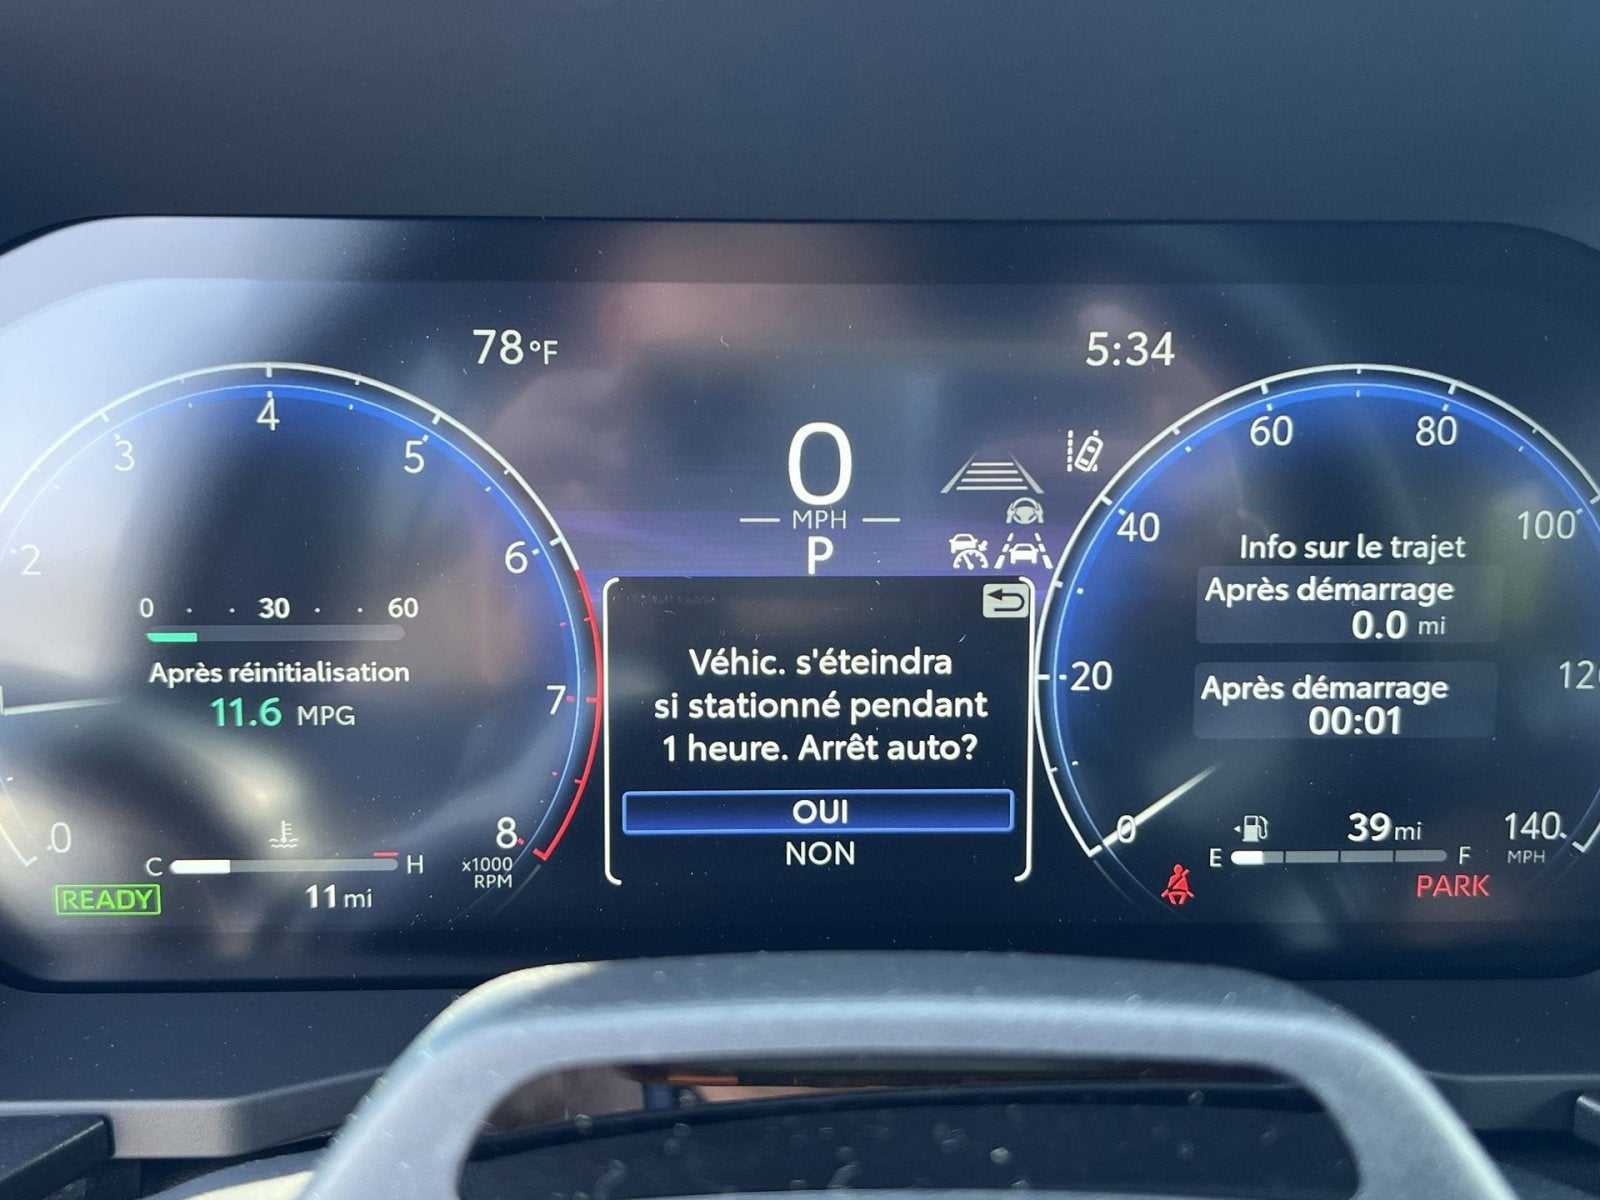 78°F
5:34
0
MPH
P
0 1 2 3 4 5 6 7 8
x1000
RPM
0 30 60
Après réinitialisation
11.6 MPG
C H
READY
11 mi
Véhic. s'éteindra
si stationné pendant
1 heure. Arrêt auto?
OUI
NON
0 20 40 60 80 100 120 140
MPH
Info sur le trajet
Après démarrage
0.0 mi
Après démarrage
00:01
39 mi
E F
PARK